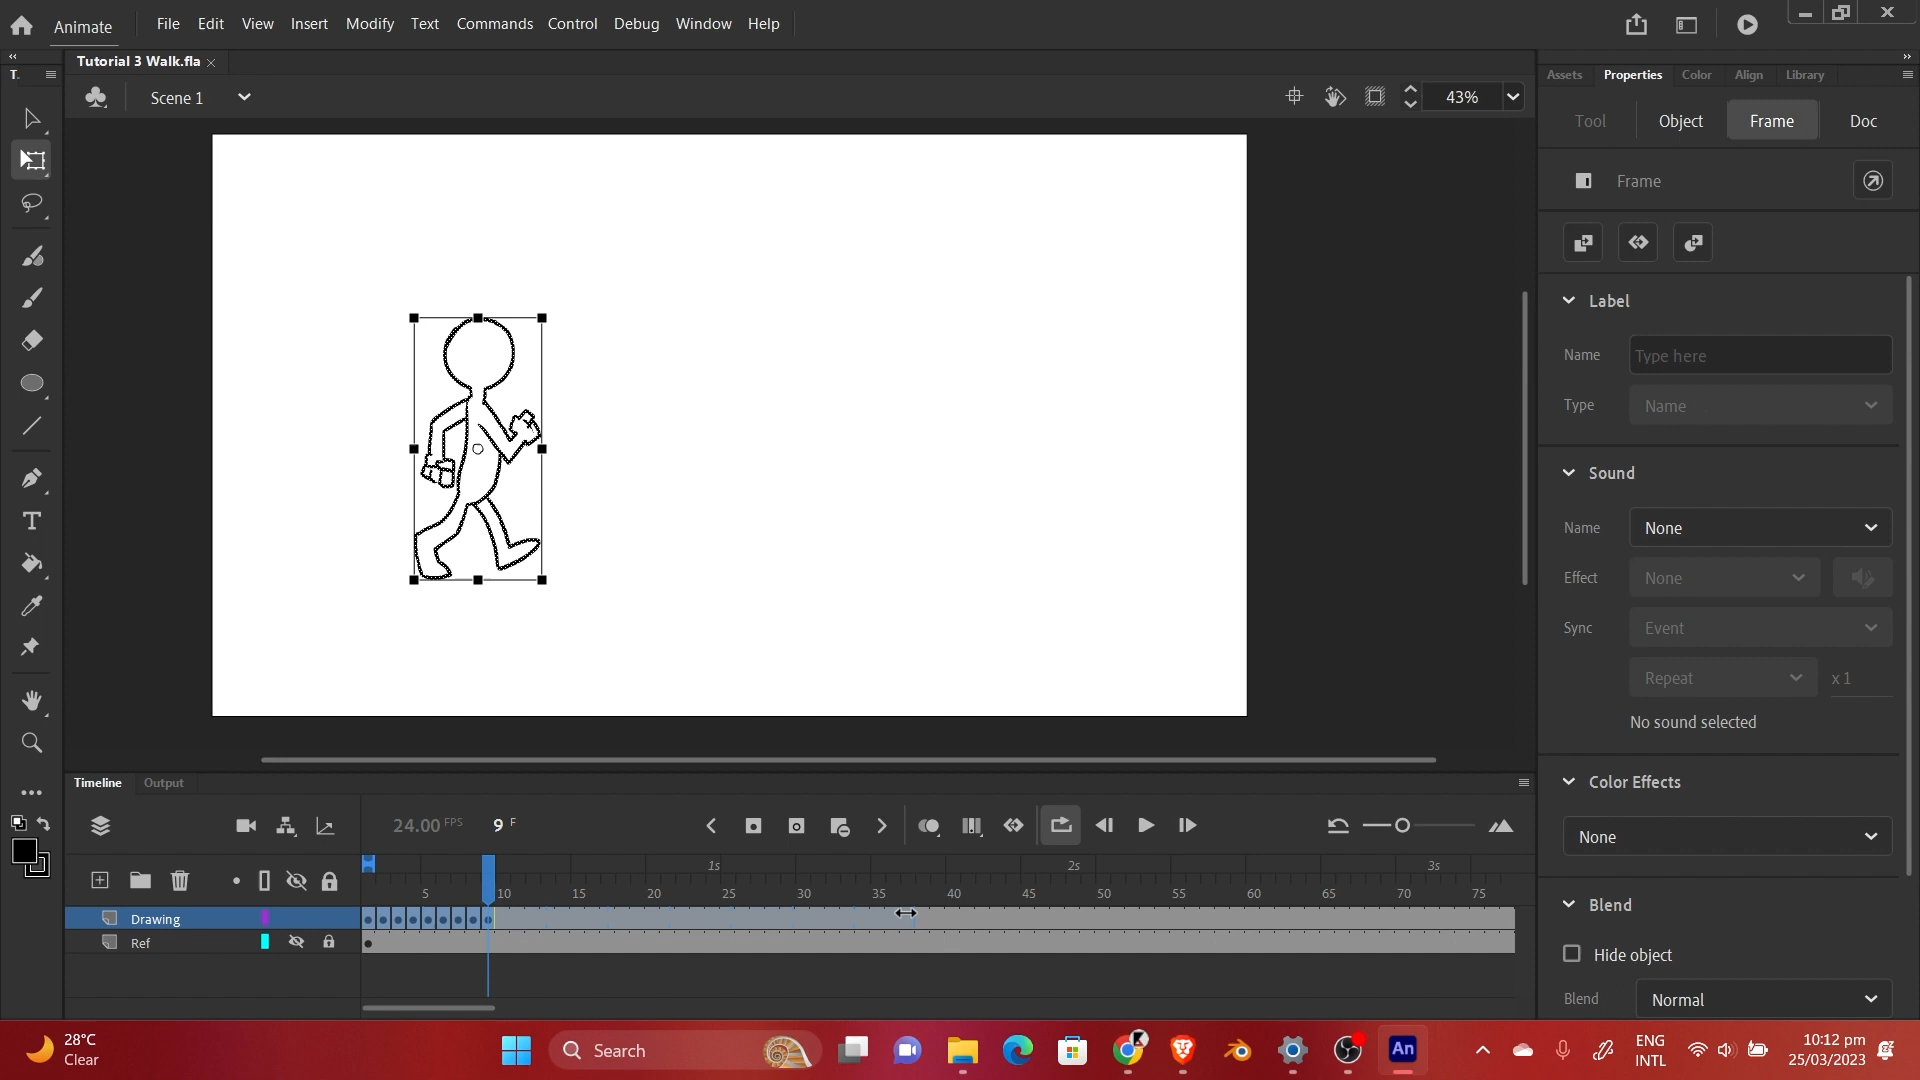 Animate File Edit View Insert Modify Text Commands Control Debug Window Help
T. Tutorial 3 Walk.fla
Scene 1 43%
Assets Properties Color Align Library
Tool Object Frame Doc
Frame
Label
Name Type here
Type Name
Sound
Name None
Effect None
Sync Event
Repeat x 1
No sound selected
Color Effects
None
Blend
Hide object
Blend Normal
Timeline Output
24.00 FPS 9 F
1s 2s 3s
5 10 15 20 25 30 35 40 45 50 55 60 65 70 75
Drawing
Ref
28°C
Clear
Search
An
ENG
INTL
10:12 pm
25/03/2023